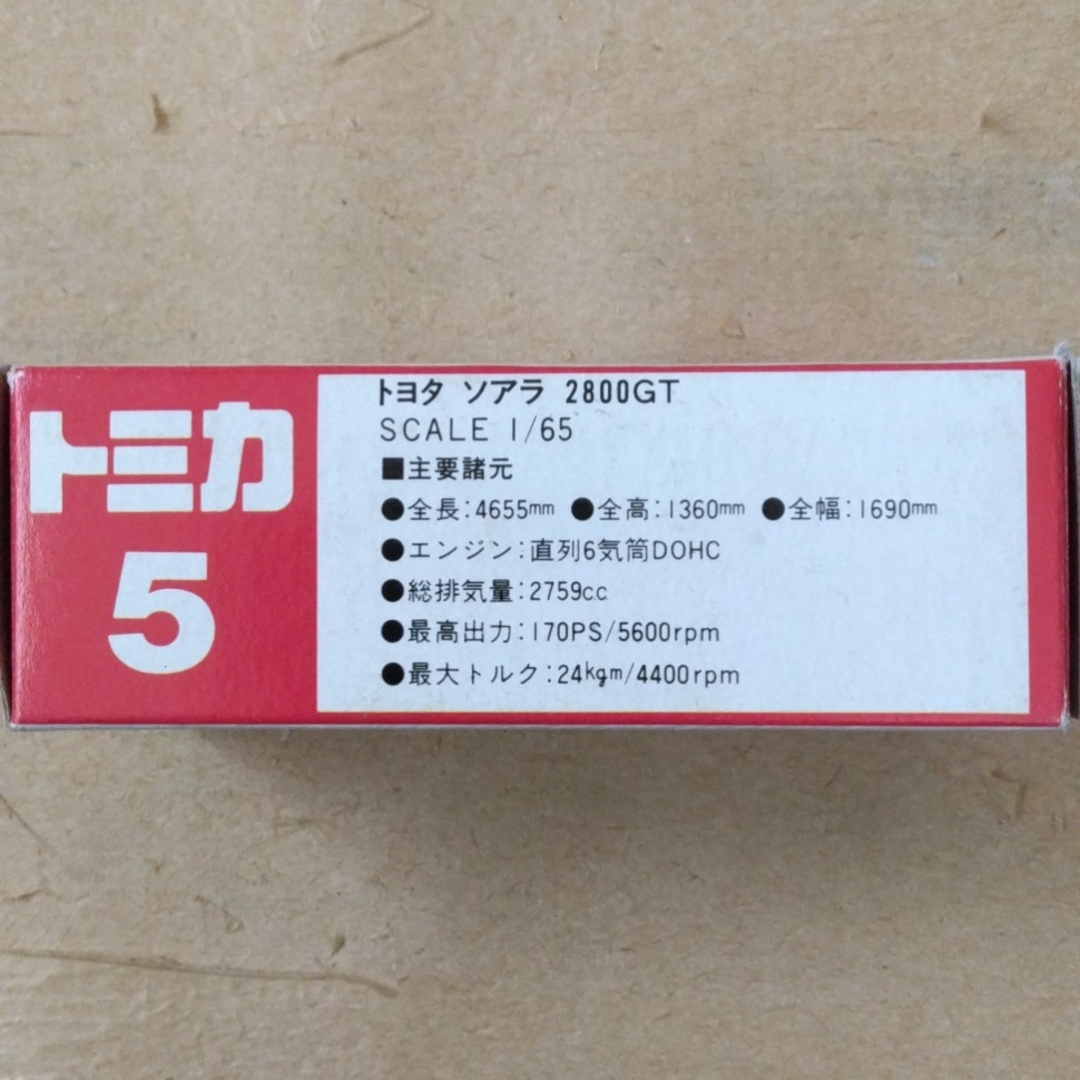 トミカ
5
トヨタ ソアラ 2800GT
SCALE 1/65
■主要諸元
●全長:4655mm ●全高:1360mm ●全幅:1690mm
●エンジン:直列6気筒DOHC
●総排気量:2759c.c.
●最高出力:170PS/5600rpm
●最大トルク:24kgm/4400rpm